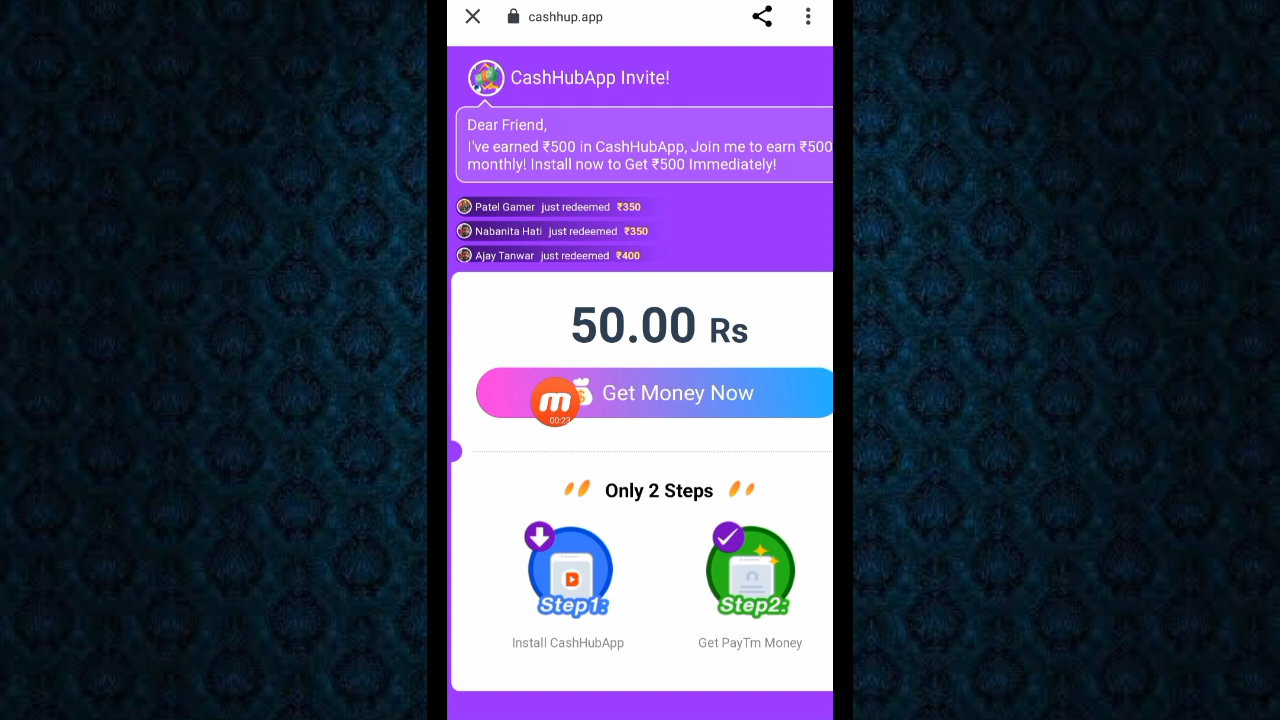 cashhup.app
CashHubApp Invite!
Dear Friend,
I've earned ₹500 in CashHubApp, Join me to earn ₹500
monthly! Install now to Get ₹500 Immediately!
Patel Gamer just redeemed ₹350
Nabanita Hati just redeemed ₹350
Ajay Tanwar just redeemed ₹400
50.00 Rs
Get Money Now
m
00:23
Only 2 Steps
Step1:
Step2:
Install CashHubApp
Get PayTm Money